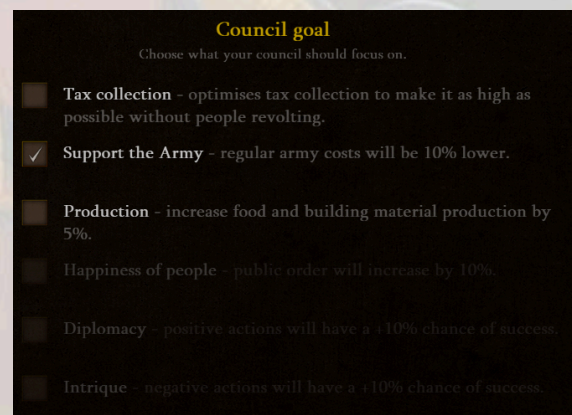 Council goal
Choose what your council should focus on.
Tax collection - optimises tax collection to make it as high as
possible without people revolting.
Support the Army - regular army costs will be 10% lower.
Production - increase food and building material production by
5%.
Happiness of people - public order will increase by 10%.
Diplomacy - positive actions will have a +10% chance of success.
Intrigue - negative actions will have a +10% chance of success.